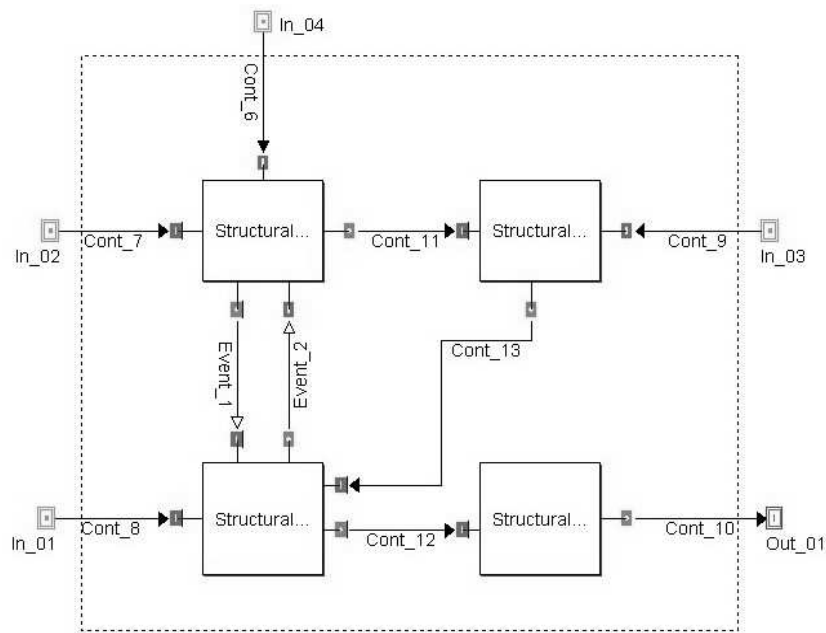 In_04
Cont_6
Structural...
Structural...
In_02
Cont_7
Cont_11
Cont_9
In_03
Event_1
Event_2
Cont_13
Structural...
Structural...
In_01
Cont_8
Cont_12
Cont_10
Out_01